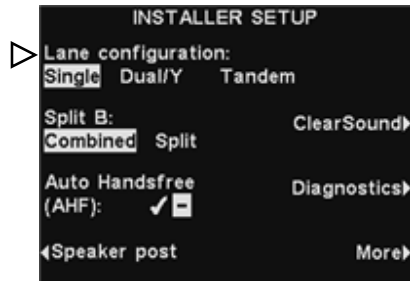 INSTALLER SETUP
Lane configuration:
Single Dual/Y Tandem
Split B:
ClearSound
Combined Split
Auto Handsfree
Diagnostics
(AHF): ✓ -
Speaker post More